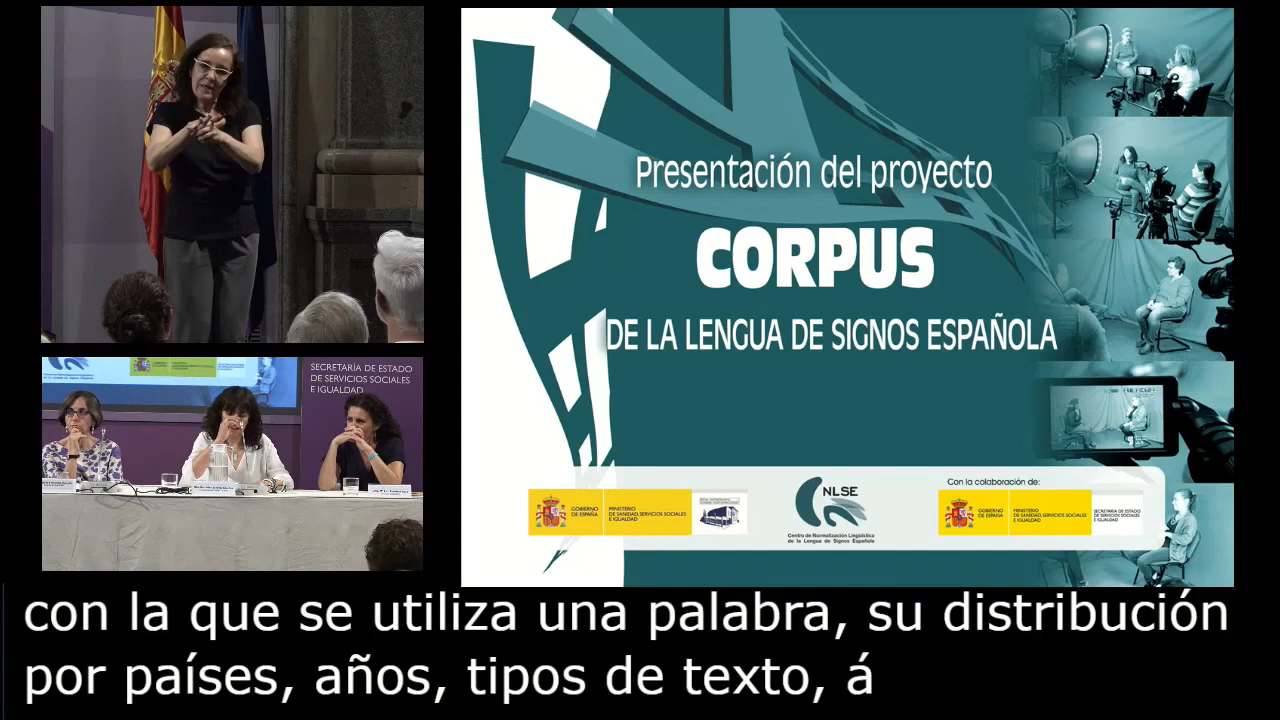 Presentación del proyecto
CORPUS
DE LA LENGUA DE SIGNOS ESPAÑOLA
Con la colaboración de:
GOBIERNO
DE ESPAÑA
MINISTERIO
DE SANIDAD, SERVICIOS SOCIALES
E IGUALDAD
CNLSE
Centro de Normalización Lingüística
de la Lengua de Signos Española
GOBIERNO
DE ESPAÑA
MINISTERIO
DE SANIDAD, SERVICIOS SOCIALES
E IGUALDAD
SECRETARÍA DE ESTADO
DE SERVICIOS SOCIALES
E IGUALDAD
SECRETARÍA DE ESTADO
DE SERVICIOS SOCIALES
E IGUALDAD
con la que se utiliza una palabra, su distribución
por países, años, tipos de texto, á